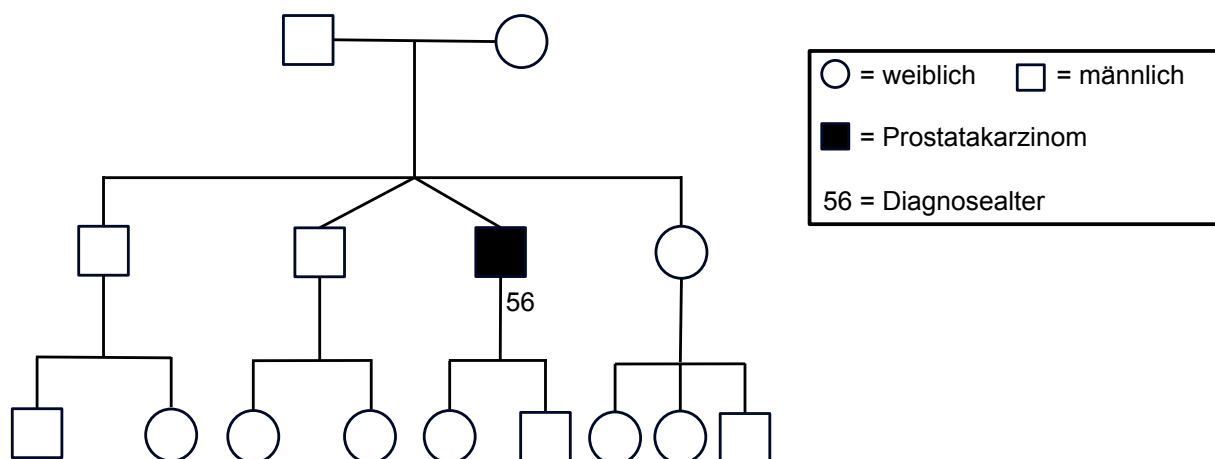 = weiblich = männlich
= Prostatakarzinom
56 = Diagnosealter
56